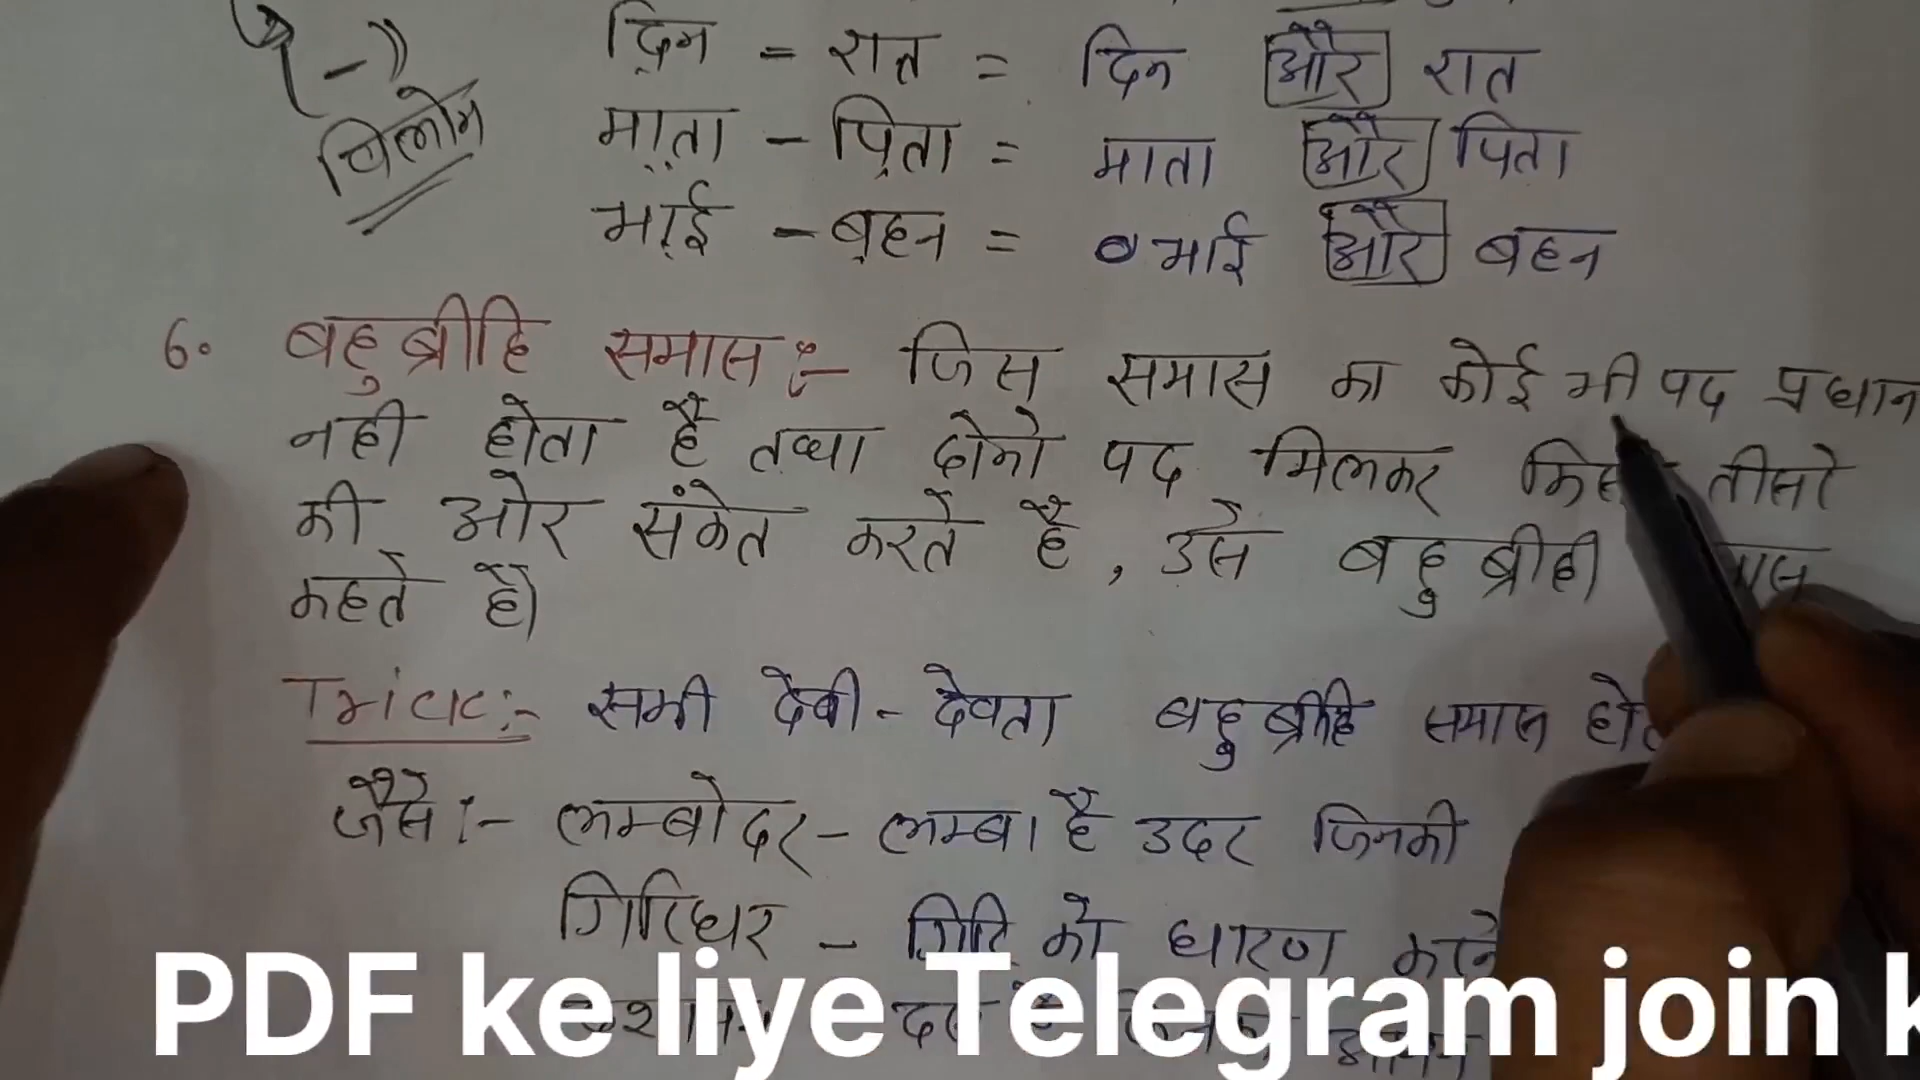 दिन - रात = दिन और रात
विलोम
माता - पिता = माता और पिता
भाई - बहन = भाई और बहन
6. बहुब्रीहि समास :- जिस समास का कोई भी पद प्रधान
नही होता है तथा दोनो पद मिलकर तीसरे
की ओर संकेत करते है, उसे बहुब्रीही
कहते है।
Trick:- सभी देवी - देवता बहुब्रीहि समास
जैसे :- लम्बोदर - लम्बा है उदर जिनकी
गिरिधर - गिरि को धारण
PDF ke liye Telegram join